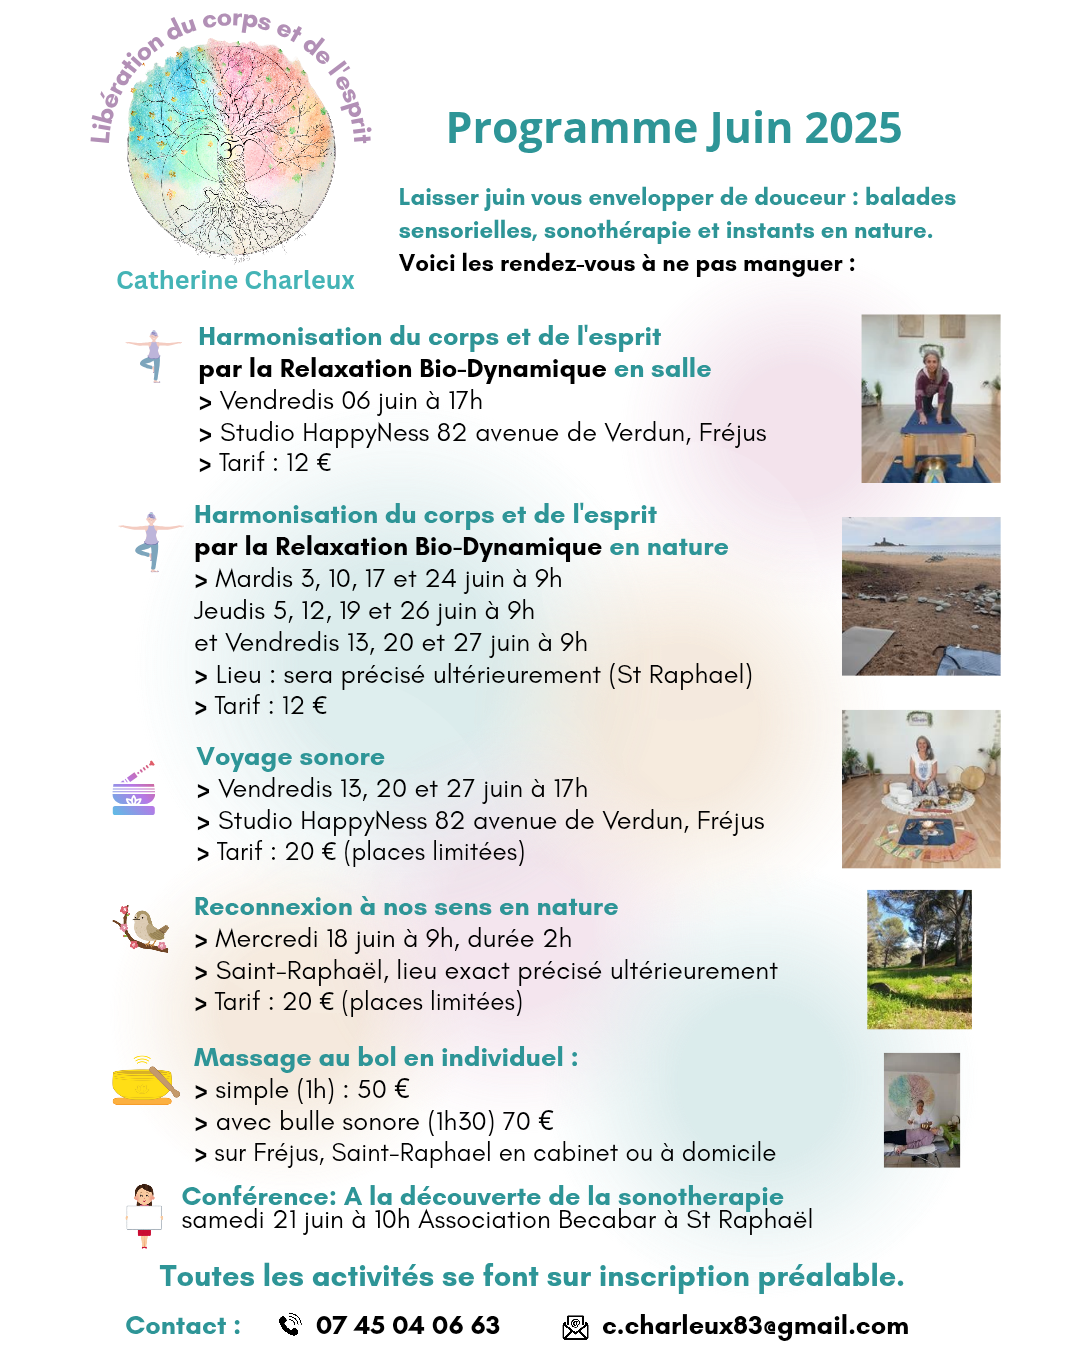 Libération du corps et de l'esprit
Catherine Charleux
Programme Juin 2025
Laisser juin vous envelopper de douceur : balades
sensorielles, sonothérapie et instants en nature.
Voici les rendez-vous à ne pas manguer :
Harmonisation du corps et de l'esprit
par la Relaxation Bio-Dynamique en salle
> Vendredis 06 juin à 17h
> Studio HappyNess 82 avenue de Verdun, Fréjus
> Tarif : 12 €
Harmonisation du corps et de l'esprit
par la Relaxation Bio-Dynamique en nature
> Mardis 3, 10, 17 et 24 juin à 9h
Jeudis 5, 12, 19 et 26 juin à 9h
et Vendredis 13, 20 et 27 juin à 9h
> Lieu : sera précisé ultérieurement (St Raphael)
> Tarif : 12 €
Voyage sonore
> Vendredis 13, 20 et 27 juin à 17h
> Studio HappyNess 82 avenue de Verdun, Fréjus
> Tarif : 20 € (places limitées)
Reconnexion à nos sens en nature
> Mercredi 18 juin à 9h, durée 2h
> Saint-Raphaël, lieu exact précisé ultérieurement
> Tarif : 20 € (places limitées)
Massage au bol en individuel :
> simple (1h) : 50 €
> avec bulle sonore (1h30) 70 €
> sur Fréjus, Saint-Raphael en cabinet ou à domicile
Conférence: A la découverte de la sonotherapie
samedi 21 juin à 10h Association Becabar à St Raphaël
Toutes les activités se font sur inscription préalable.
Contact : 07 45 04 06 63 c.charleux83@gmail.com